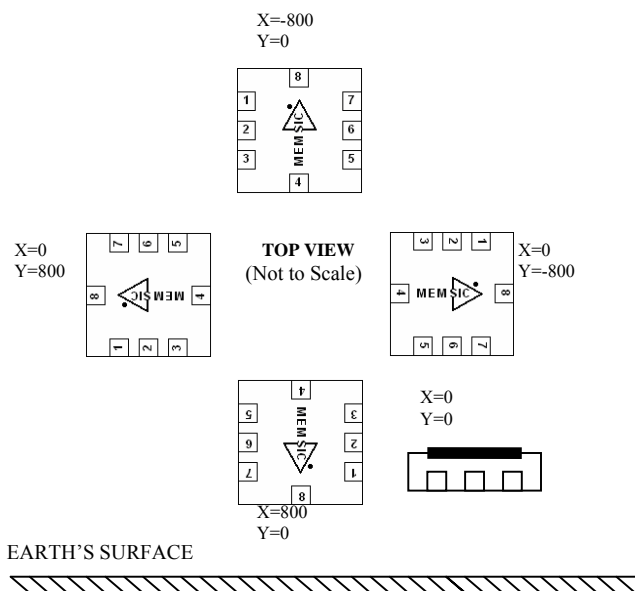 X=-800
Y=0
8
1
7
2
6
3
5
MEMSIC
4
X=0
Y=800
7 6 5
8
MEMSIC
4
1 2 3
TOP VIEW
(Not to Scale)
3 2 1
4
MEMSIC
8
5 6 7
X=0
Y=-800
4
5
3
MEMSIC
6
2
7
1
8
X=800
Y=0
X=0
Y=0
EARTH'S SURFACE